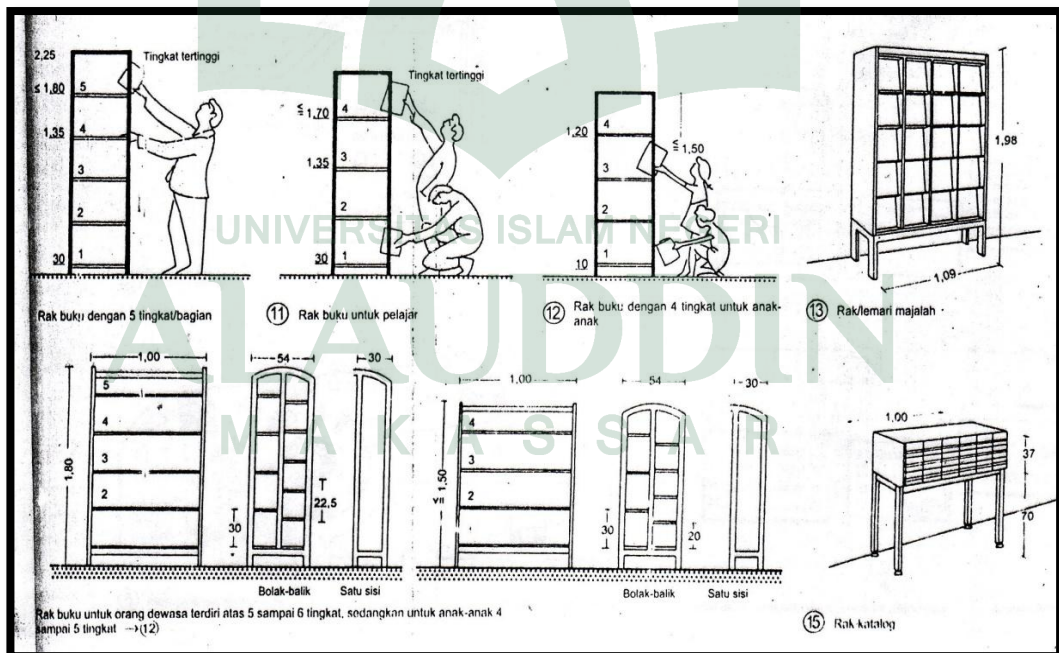 2,25
≤ 1,80
1,35
30
5
4
3
2
1
Tingkat tertinggi
Rak buku dengan 5 tingkat/bagian
≤ 1,70
1,35
30
4
3
2
1
Tingkat tertinggi
11 Rak buku untuk pelajar
1,20
10
4
3
2
1
≤ 1,50
12 Rak buku dengan 4 tingkat untuk anak-
anak
1,98
1,09
13 Rak/lemari majalah
UNIVERSITAS ISLAM NEGERI
ALAUDDIN
MAKASSAR
1,00
1,80
5
4
3
2
54
30
22,5
30
Bolak-balik
Satu sisi
1,00
≤ 1,50
4
3
2
54
30
30
20
Bolak-balik
Satu sisi
1,00
37
70
15 Rak katalog
Rak buku untuk orang dewasa terdiri atas 5 sampai 6 tingkat, sedangkan untuk anak-anak 4
sampai 5 tingkat →(12)